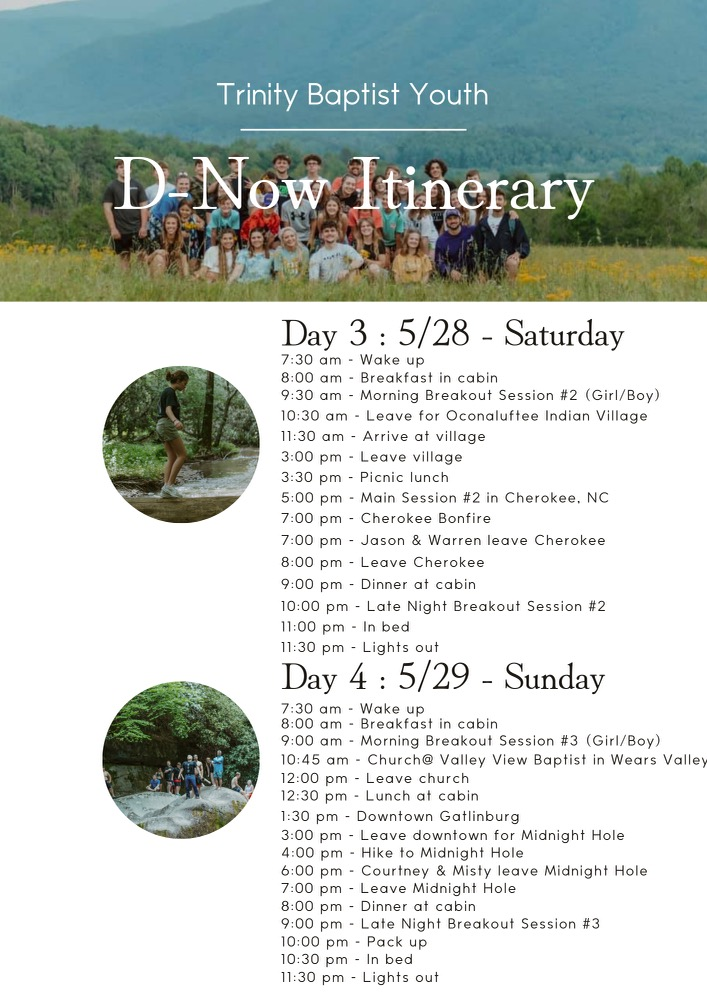 Trinity Baptist Youth
D-Now Itinerary
Day 3 : 5/28 - Saturday
7:30 am - Wake up
8:00 am - Breakfast in cabin
9:30 am - Morning Breakout Session #2 (Girl/Boy)
10:30 am - Leave for Oconaluftee Indian Village
11:30 am - Arrive at village
3:00 pm - Leave village
3:30 pm - Picnic lunch
5:00 pm - Main Session #2 in Cherokee, NC
7:00 pm - Cherokee Bonfire
7:00 pm - Jason & Warren leave Cherokee
8:00 pm - Leave Cherokee
9:00 pm - Dinner at cabin
10:00 pm - Late Night Breakout Session #2
11:00 pm - In bed
11:30 pm - Lights out
Day 4 : 5/29 - Sunday
7:30 am - Wake up
8:00 am - Breakfast in cabin
9:00 am - Morning Breakout Session #3 (Girl/Boy)
10:45 am - Church@ Valley View Baptist in Wears Valley
12:00 pm - Leave church
12:30 pm - Lunch at cabin
1:30 pm - Downtown Gatlinburg
3:00 pm - Leave downtown for Midnight Hole
4:00 pm - Hike to Midnight Hole
6:00 pm - Courtney & Misty leave Midnight Hole
7:00 pm - Leave Midnight Hole
8:00 pm - Dinner at cabin
9:00 pm - Late Night Breakout Session #3
10:00 pm - Pack up
10:30 pm - In bed
11:30 pm - Lights out